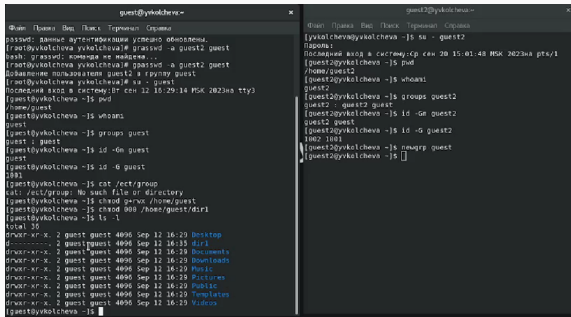 guest@yvkolcheva:~
Файл Правка Вид Поиск Терминал Справка
passwd: данные аутентификации успешно обновлены.
[root@yvkolcheva yvkolcheva]# grasswd -a guest2 guest
bash: grasswd: команда не найдена...
[root@yvkolcheva yvkolcheva]# gpasswd -a guest2 guest
Добавление пользователя guest2 в группу guest
[root@yvkolcheva yvkolcheva]# su - guest
Последний вход в систему:Вт сен 12 16:29:14 MSK 2023на tty3
[guest@yvkolcheva ~]$ pwd
/home/guest
[guest@yvkolcheva ~]$ whoami
guest
[guest@yvkolcheva ~]$ groups guest
guest : guest
[guest@yvkolcheva ~]$ id -Gn guest
guest
[guest@yvkolcheva ~]$ id -G guest
1001
[guest@yvkolcheva ~]$ cat /ect/group
cat: /ect/group: No such file or directory
[guest@yvkolcheva ~]$ chmod g+rwx /home/guest
[guest@yvkolcheva ~]$ chmod 000 /home/guest/dir1
[guest@yvkolcheva ~]$ ls -l
total 36
drwxr-xr-x. 2 guest guest 4096 Sep 12 16:29 Desktop
d---------. 2 guest guest 4096 Sep 12 16:35 dir1
drwxr-xr-x. 2 guest guest 4096 Sep 12 16:29 Documents
drwxr-xr-x. 2 guest guest 4096 Sep 12 16:29 Downloads
drwxr-xr-x. 2 guest guest 4096 Sep 12 16:29 Music
drwxr-xr-x. 2 guest guest 4096 Sep 12 16:29 Pictures
drwxr-xr-x. 2 guest guest 4096 Sep 12 16:29 Public
drwxr-xr-x. 2 guest guest 4096 Sep 12 16:29 Templates
drwxr-xr-x. 2 guest guest 4096 Sep 12 16:29 Videos
[guest@yvkolcheva ~]$
guest2@yvkolcheva:~
Файл Правка Вид Поиск Терминал Справка
[yvkolcheva@yvkolcheva ~]$ su - guest2
Пароль:
Последний вход в систему:Ср сен 20 15:01:48 MSK 2023на pts/1
[guest2@yvkolcheva ~]$ pwd
/home/guest2
[guest2@yvkolcheva ~]$ whoami
guest2
[guest2@yvkolcheva ~]$ groups guest2
guest2 : guest2 guest
[guest2@yvkolcheva ~]$ id -Gn guest2
guest2 guest
[guest2@yvkolcheva ~]$ id -G guest2
1002 1001
[guest2@yvkolcheva ~]$ newgrp guest
[guest2@yvkolcheva ~]$